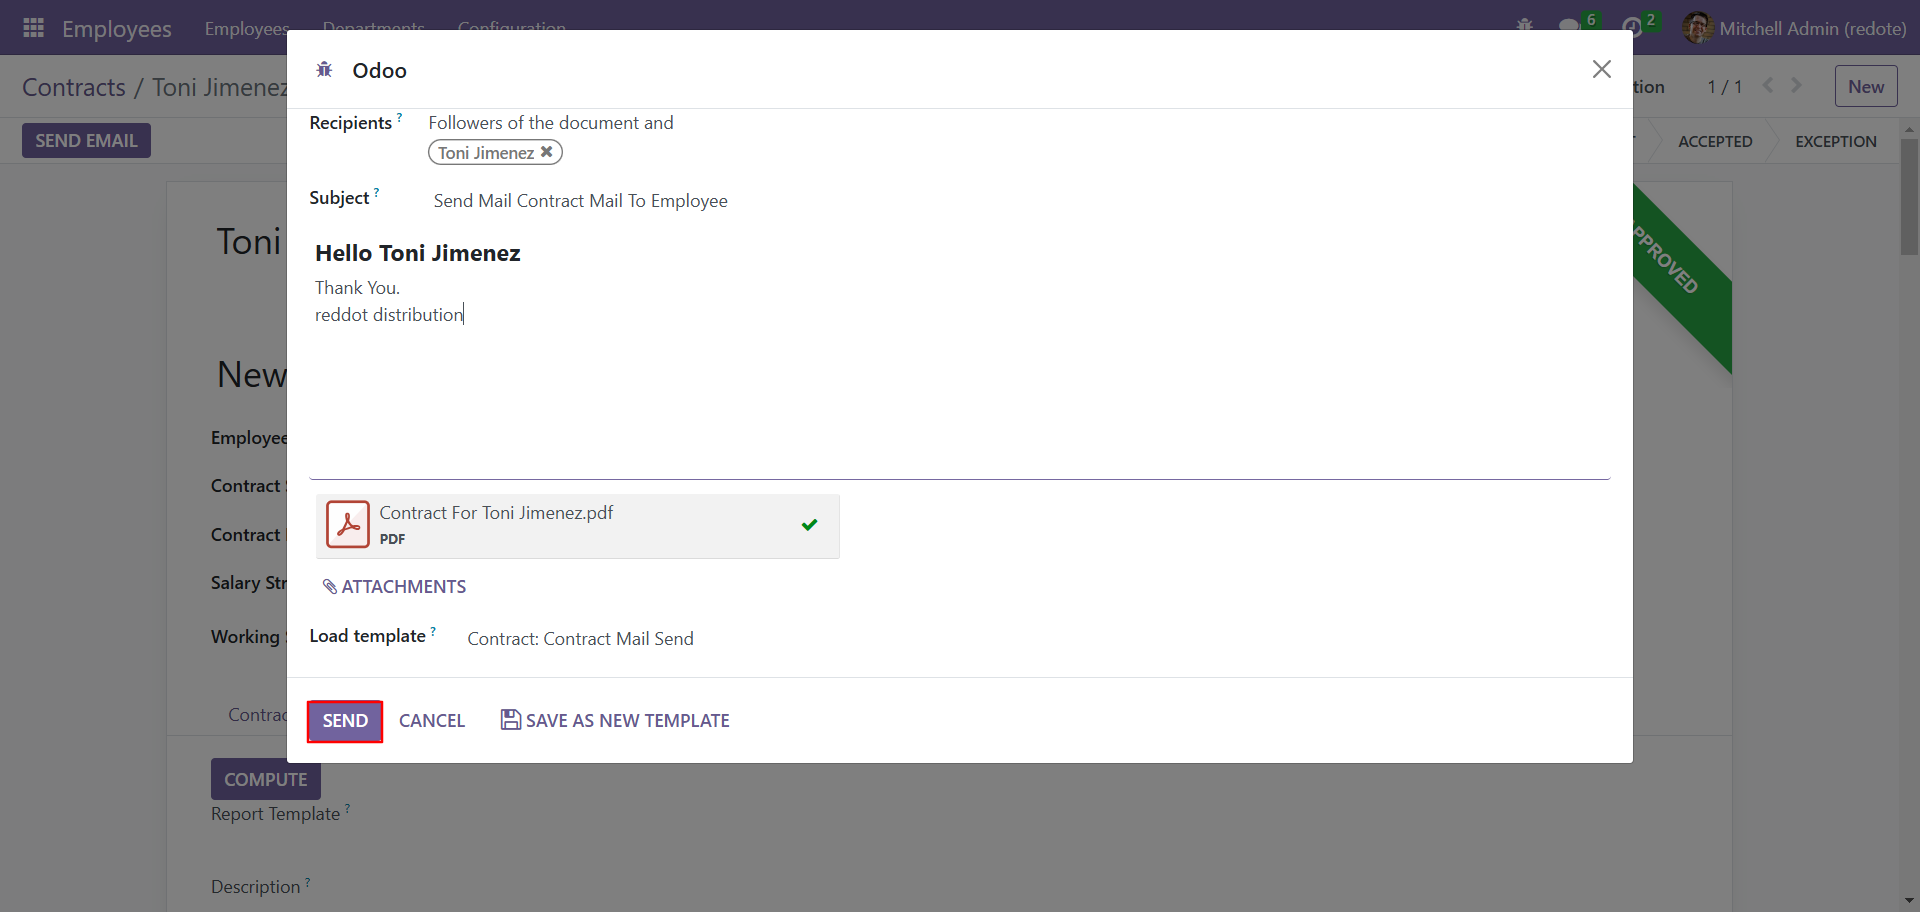 Employees Employees Departments Configuration 6 2 Mitchell Admin (redote)
Contracts / Toni Jimenez tion 1 / 1 New
SEND EMAIL ACCEPTED EXCEPTION
Odoo
Recipients ? Followers of the document and
Toni Jimenez
Subject ? Send Mail Contract Mail To Employee
Hello Toni Jimenez
Thank You.
reddot distribution
Contract For Toni Jimenez.pdf
PDF
ATTACHMENTS
Load template ? Contract: Contract Mail Send
SEND CANCEL SAVE AS NEW TEMPLATE
Toni
PPROVED
New
Employee
Contract
Contract
Salary Str
Working
Contrac
COMPUTE
Report Template ?
Description ?